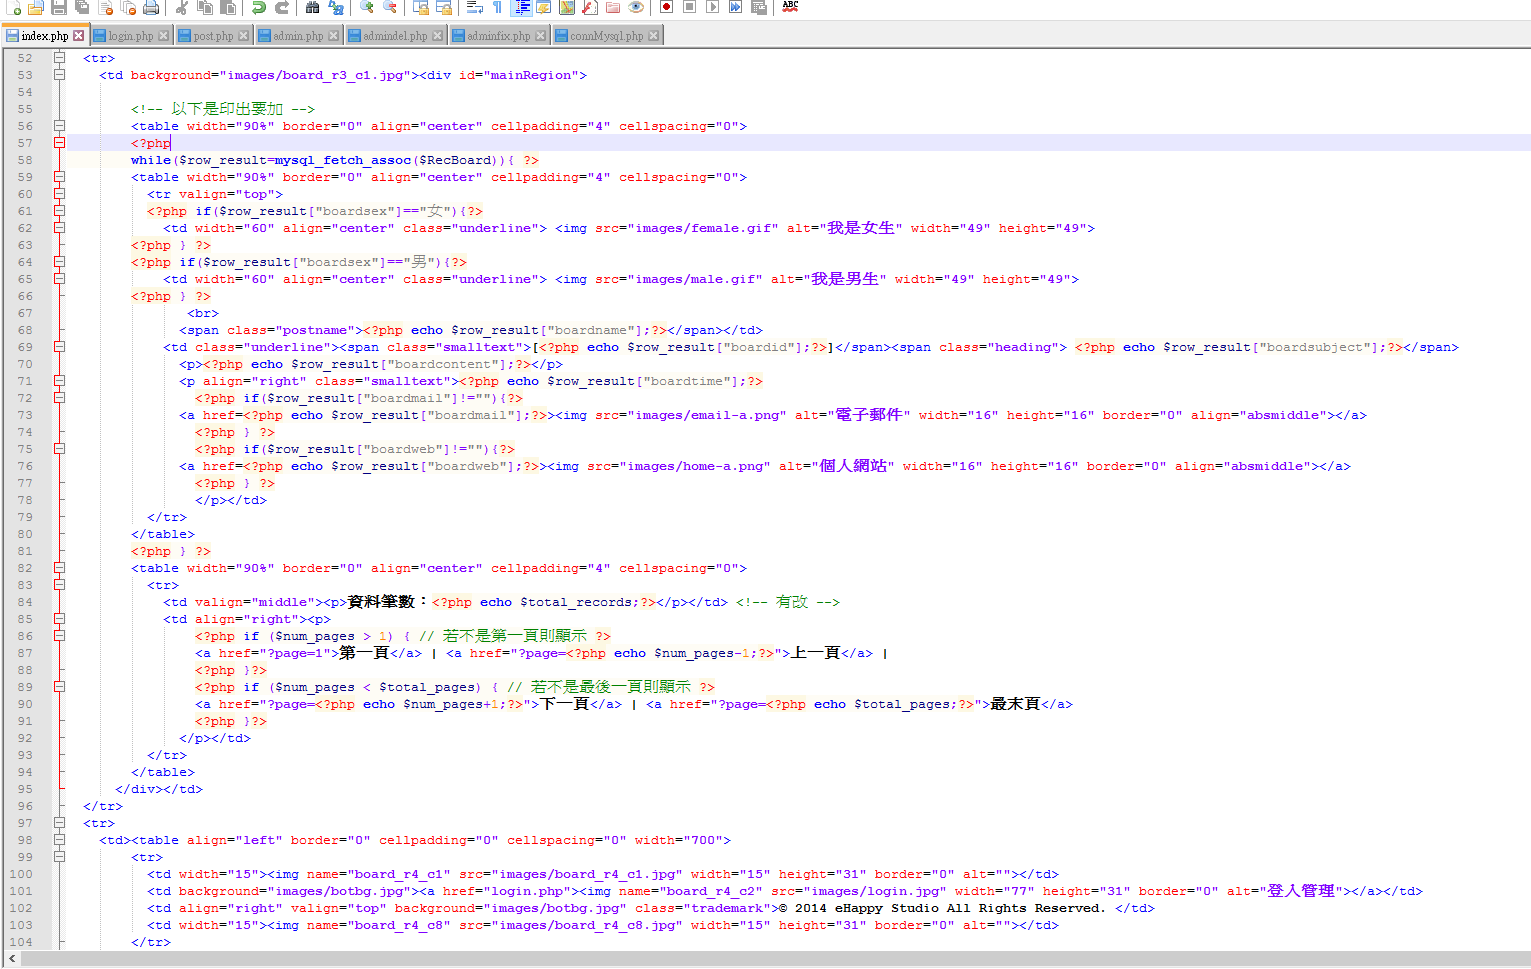 ABC
index.php login.php post.php admin.php admindel.php adminfix.php connMysql.php
52 <tr>
53 <td background="images/board_r3_c1.jpg"><div id="mainRegion">
54
55 <!-- 以下是印出要加 -->
56 <table width="90%" border="0" align="center" cellpadding="4" cellspacing="0">
57 <?php
58 while($row_result=mysql_fetch_assoc($RecBoard)){ ?>
59 <table width="90%" border="0" align="center" cellpadding="4" cellspacing="0">
60 <tr valign="top">
61 <?php if($row_result["boardsex"]=="女"){?>
62 <td width="60" align="center" class="underline"> <img src="images/female.gif" alt="我是女生" width="49" height="49">
63 <?php } ?>
64 <?php if($row_result["boardsex"]=="男"){?>
65 <td width="60" align="center" class="underline"> <img src="images/male.gif" alt="我是男生" width="49" height="49">
66 <?php } ?>
67 <br>
68 <span class="postname"><?php echo $row_result["boardname"];?></span></td>
69 <td class="underline"><span class="smalltext">[<?php echo $row_result["boardid"];?>]</span><span class="heading"> <?php echo $row_result["boardsubject"];?></span>
70 <p><?php echo $row_result["boardcontent"];?></p>
71 <p align="right" class="smalltext"><?php echo $row_result["boardtime"];?>
72 <?php if($row_result["boardmail"]!=""){?>
73 <a href=<?php echo $row_result["boardmail"];?>><img src="images/email-a.png" alt="電子郵件" width="16" height="16" border="0" align="absmiddle"></a>
74 <?php } ?>
75 <?php if($row_result["boardweb"]!=""){?>
76 <a href=<?php echo $row_result["boardweb"];?>><img src="images/home-a.png" alt="個人網站" width="16" height="16" border="0" align="absmiddle"></a>
77 <?php } ?>
78 </p></td>
79 </tr>
80 </table>
81 <?php } ?>
82 <table width="90%" border="0" align="center" cellpadding="4" cellspacing="0">
83 <tr>
84 <td valign="middle"><p>資料筆數：<?php echo $total_records;?></p></td> <!-- 有改 -->
85 <td align="right"><p>
86 <?php if ($num_pages > 1) { // 若不是第一頁則顯示 ?>
87 <a href="?page=1">第一頁</a> | <a href="?page=<?php echo $num_pages-1;?>">上一頁</a> |
88 <?php }?>
89 <?php if ($num_pages < $total_pages) { // 若不是最後一頁則顯示 ?>
90 <a href="?page=<?php echo $num_pages+1;?>">下一頁</a> | <a href="?page=<?php echo $total_pages;?>">最末頁</a>
91 <?php }?>
92 </p></td>
93 </tr>
94 </table>
95 </div></td>
96 </tr>
97 <tr>
98 <td><table align="left" border="0" cellpadding="0" cellspacing="0" width="700">
99 <tr>
100 <td width="15"><img name="board_r4_c1" src="images/board_r4_c1.jpg" width="15" height="31" border="0" alt=""></td>
101 <td background="images/botbg.jpg"><a href="login.php"><img name="board_r4_c2" src="images/login.jpg" width="77" height="31" border="0" alt="登入管理"></a></td>
102 <td align="right" valign="top" background="images/botbg.jpg" class="trademark">© 2014 eHappy Studio All Rights Reserved. </td>
103 <td width="15"><img name="board_r4_c8" src="images/board_r4_c8.jpg" width="15" height="31" border="0" alt=""></td>
104 </tr>